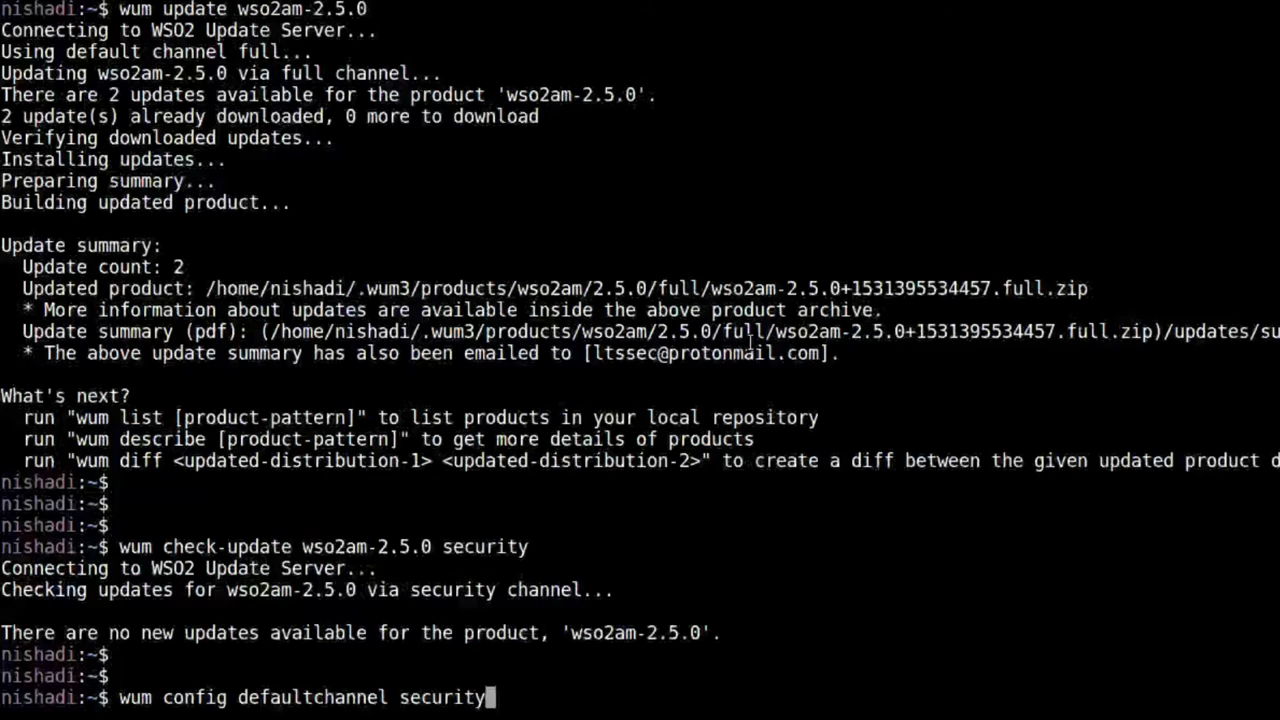 nishadi:~$ wum update wso2am-2.5.0
Connecting to WSO2 Update Server...
Using default channel full...
Updating wso2am-2.5.0 via full channel...
There are 2 updates available for the product 'wso2am-2.5.0'.
2 update(s) already downloaded, 0 more to download
Verifying downloaded updates...
Installing updates...
Preparing summary...
Building updated product...
Update summary:
Update count: 2
Updated product: /home/nishadi/.wum3/products/wso2am/2.5.0/full/wso2am-2.5.0+1531395534457.full.zip
* More information about updates are available inside the above product archive.
Update summary (pdf): (/home/nishadi/.wum3/products/wso2am/2.5.0/full/wso2am-2.5.0+1531395534457.full.zip)/updates/su
* The above update summary has also been emailed to [ltssec@protonmail.com].
What's next?
run "wum list [product-pattern]" to list products in your local repository
run "wum describe [product-pattern]" to get more details of products
run "wum diff <updated-distribution-1> <updated-distribution-2>" to create a diff between the given updated product d
nishadi:~$
nishadi:~$
nishadi:~$
nishadi:~$ wum check-update wso2am-2.5.0 security
Connecting to WSO2 Update Server...
Checking updates for wso2am-2.5.0 via security channel...
There are no new updates available for the product, 'wso2am-2.5.0'.
nishadi:~$
nishadi:~$
nishadi:~$ wum config defaultchannel security